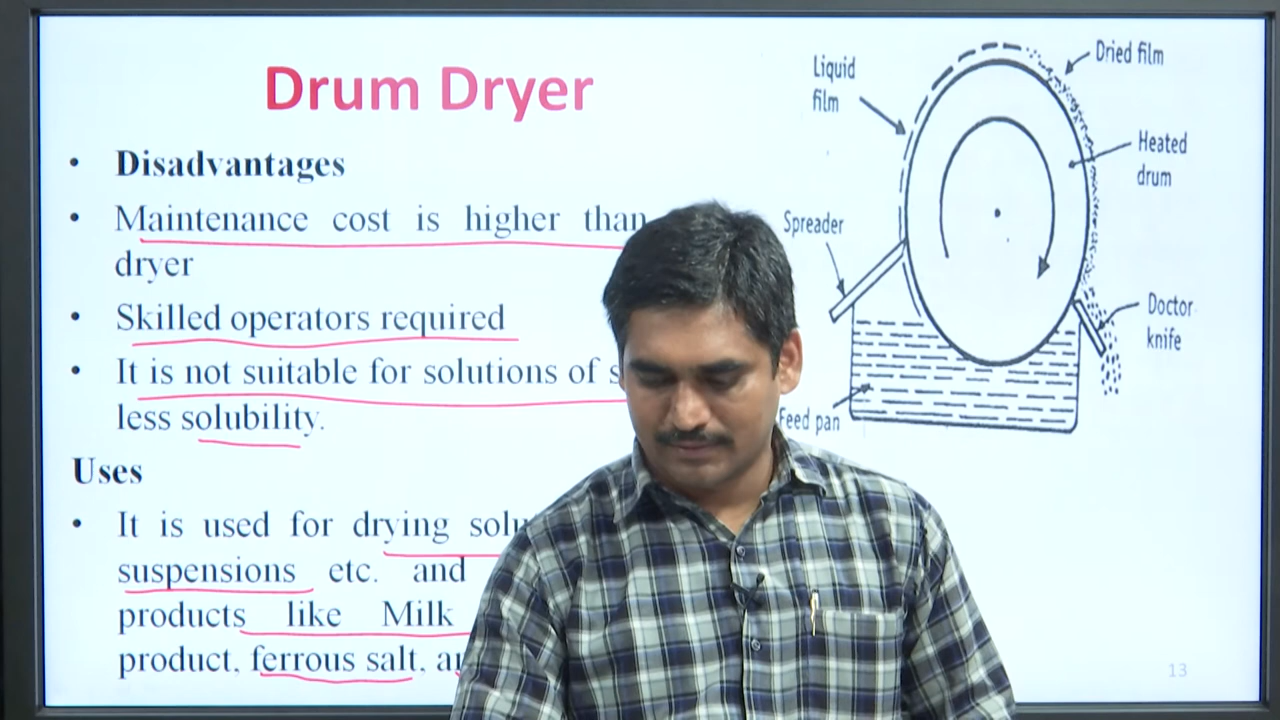 Drum Dryer
• Disadvantages
• Maintenance cost is higher than
dryer
• Skilled operators required
• It is not suitable for solutions of
less solubility.
Uses
• It is used for drying
suspensions etc. and
products like Milk
product, ferrous salt,
Liquid
film
Dried film
Heated
drum
Spreader
Doctor
knife
Feed pan
13